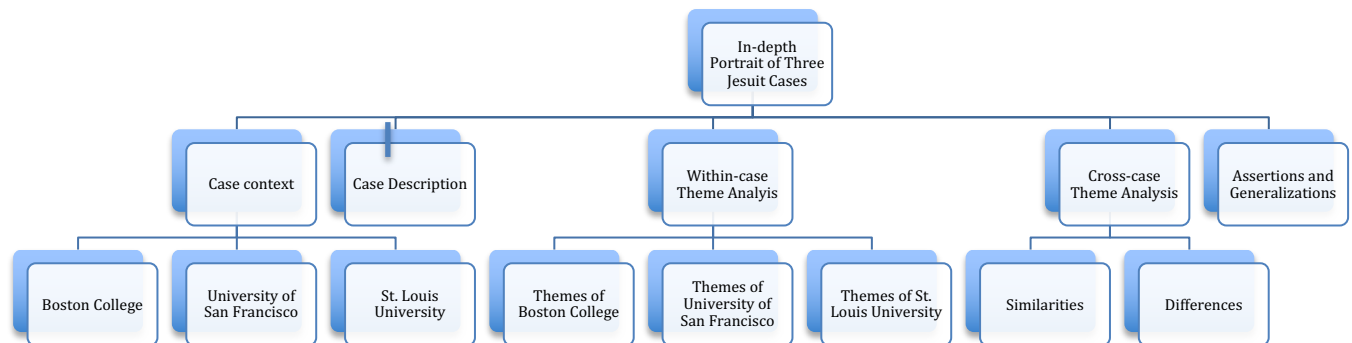 In-depth
Portrait of Three
Jesuit Cases
Case context
Case Description
Within-case
Theme Analyis
Cross-case
Theme Analysis
Assertions and
Generalizations
Boston College
University of
San Francisco
St. Louis
University
Themes of
Boston College
Themes of
University of
San Francisco
Themes of St.
Louis University
Similarities
Differences